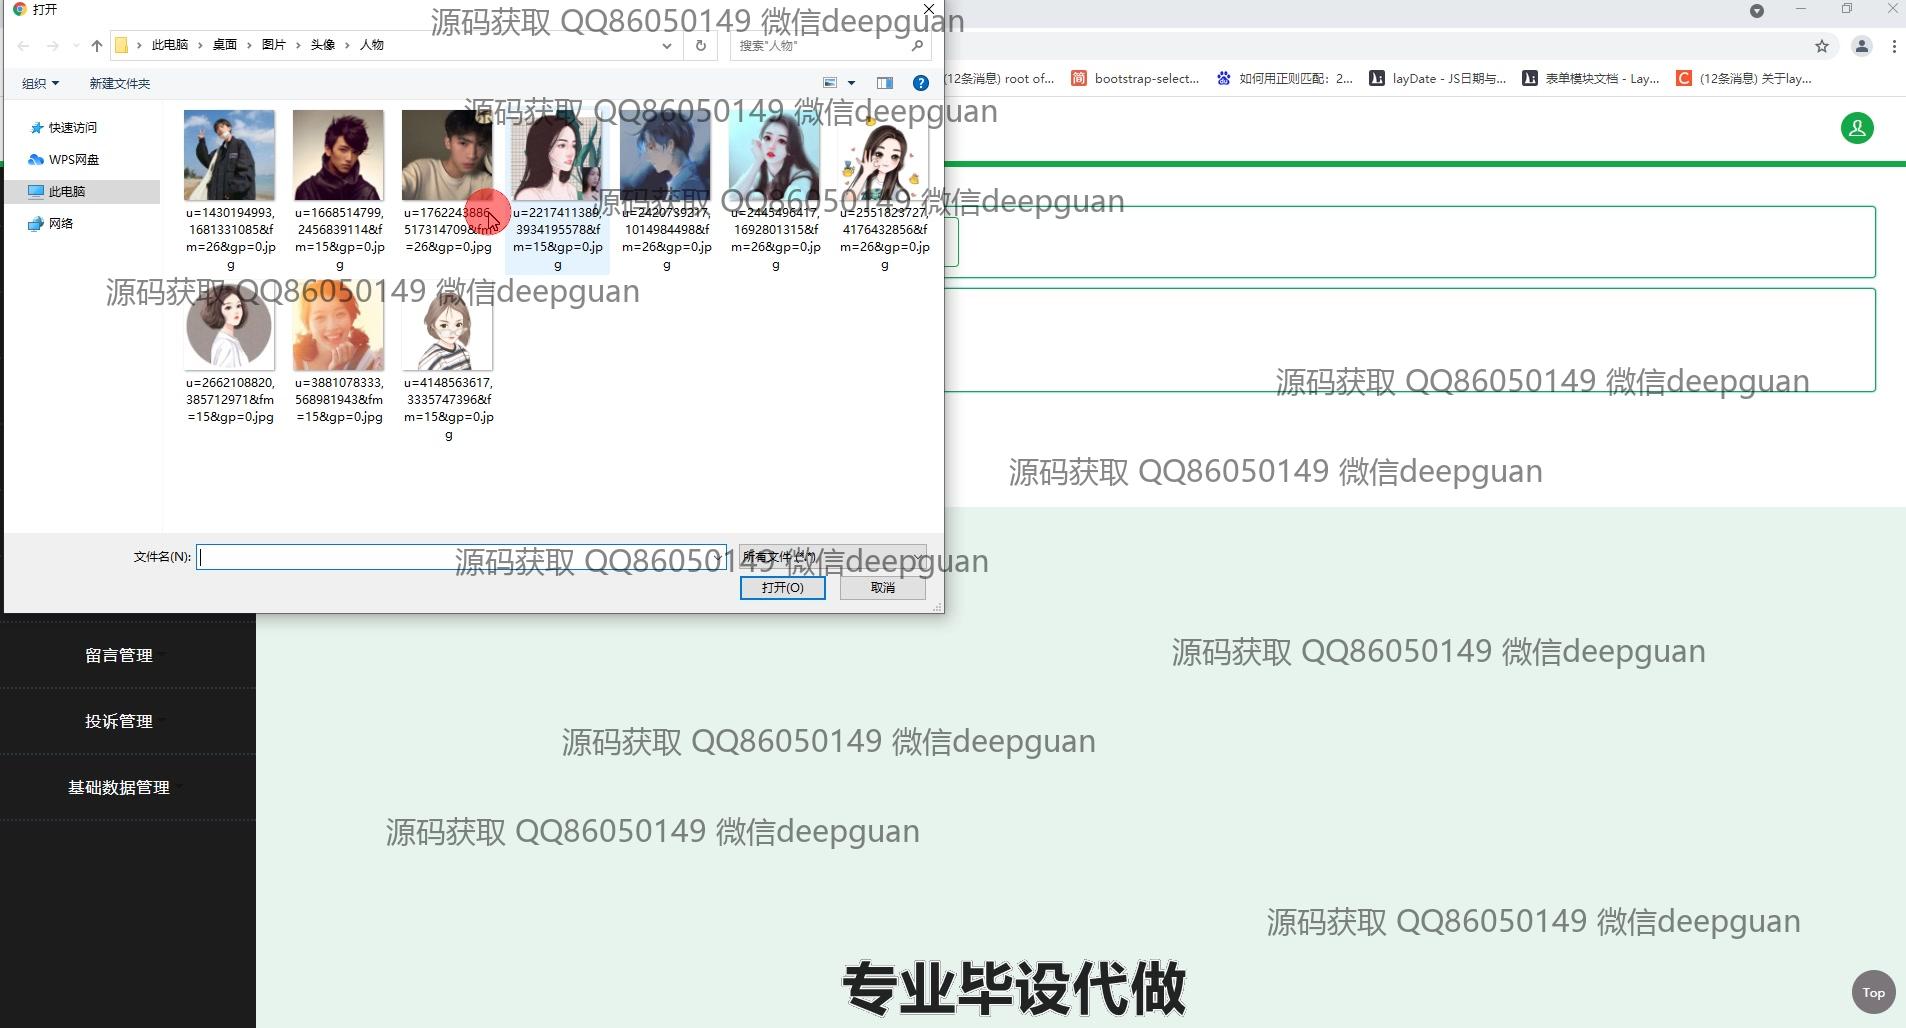 打开
源码获取 QQ86050149 微信deepguan
此电脑 › 桌面 › 图片 › 头像 › 人物
搜索"人物"
组织
新建文件夹
(12条消息) root of...
bootstrap-select...
如何用正则匹配：2...
layDate - JS日期与...
表单模块文档 - Lay...
(12条消息) 关于lay...
源码获取 QQ86050149 微信deepguan
快速访问
WPS网盘
此电脑
网络
源码获取 QQ86050149 微信deepguan
u=1430194993,
1681331085&f
m=26&gp=0.jp
g
u=1668514799,
2456839114&f
m=15&gp=0.jp
g
u=1762243886,
517314709&fm
=26&gp=0.jpg
u=2217411389,
3934195578&f
m=15&gp=0.jp
g
u=2420739217,
1014984498&f
m=26&gp=0.jp
g
u=2445496417,
1692801315&f
m=26&gp=0.jp
g
u=2551823727,
4176432856&f
m=26&gp=0.jp
g
源码获取 QQ86050149 微信deepguan
u=2662108820,
385712971&fm
=15&gp=0.jpg
u=3881078333,
568981943&fm
=15&gp=0.jpg
u=4148563617,
3335747396&f
m=15&gp=0.jp
g
源码获取 QQ86050149 微信deepguan
源码获取 QQ86050149 微信deepguan
文件名(N):
所有文件 (*.*)
源码获取 QQ86050149 微信deepguan
打开(O)
取消
留言管理
投诉管理
基础数据管理
源码获取 QQ86050149 微信deepguan
源码获取 QQ86050149 微信deepguan
源码获取 QQ86050149 微信deepguan
源码获取 QQ86050149 微信deepguan
专业毕设代做
Top